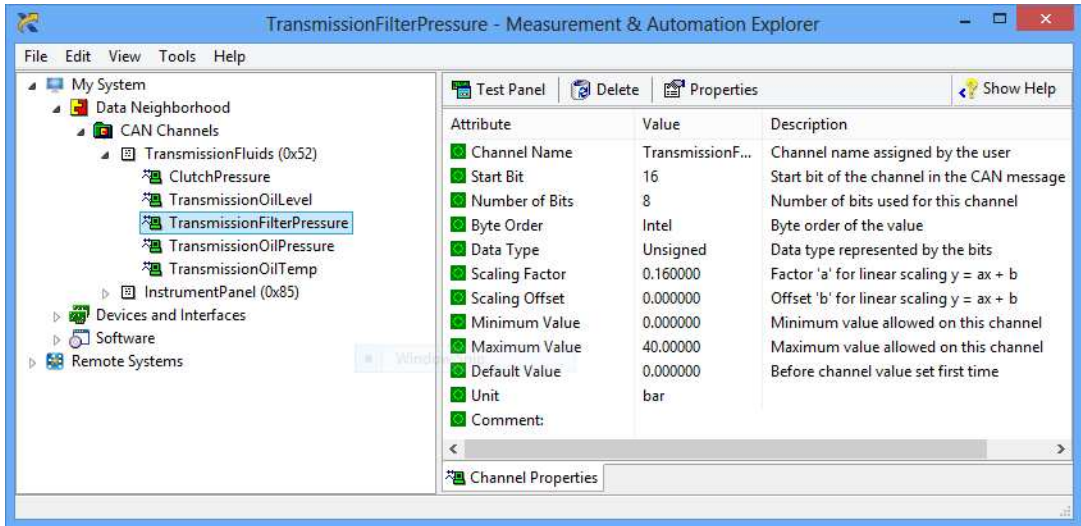 TransmissionFilterPressure - Measurement & Automation Explorer
File Edit View Tools Help
My System
Data Neighborhood
CAN Channels
TransmissionFluids (0x52)
ClutchPressure
TransmissionOilLevel
TransmissionFilterPressure
TransmissionOilPressure
TransmissionOilTemp
InstrumentPanel (0x85)
Devices and Interfaces
Software
Remote Systems
Test Panel Delete Properties Show Help
Attribute Value Description
Channel Name TransmissionF... Channel name assigned by the user
Start Bit 16 Start bit of the channel in the CAN message
Number of Bits 8 Number of bits used for this channel
Byte Order Intel Byte order of the value
Data Type Unsigned Data type represented by the bits
Scaling Factor 0.160000 Factor 'a' for linear scaling y = ax + b
Scaling Offset 0.000000 Offset 'b' for linear scaling y = ax + b
Minimum Value 0.000000 Minimum value allowed on this channel
Maximum Value 40.00000 Maximum value allowed on this channel
Default Value 0.000000 Before channel value set first time
Unit bar
Comment:
Channel Properties